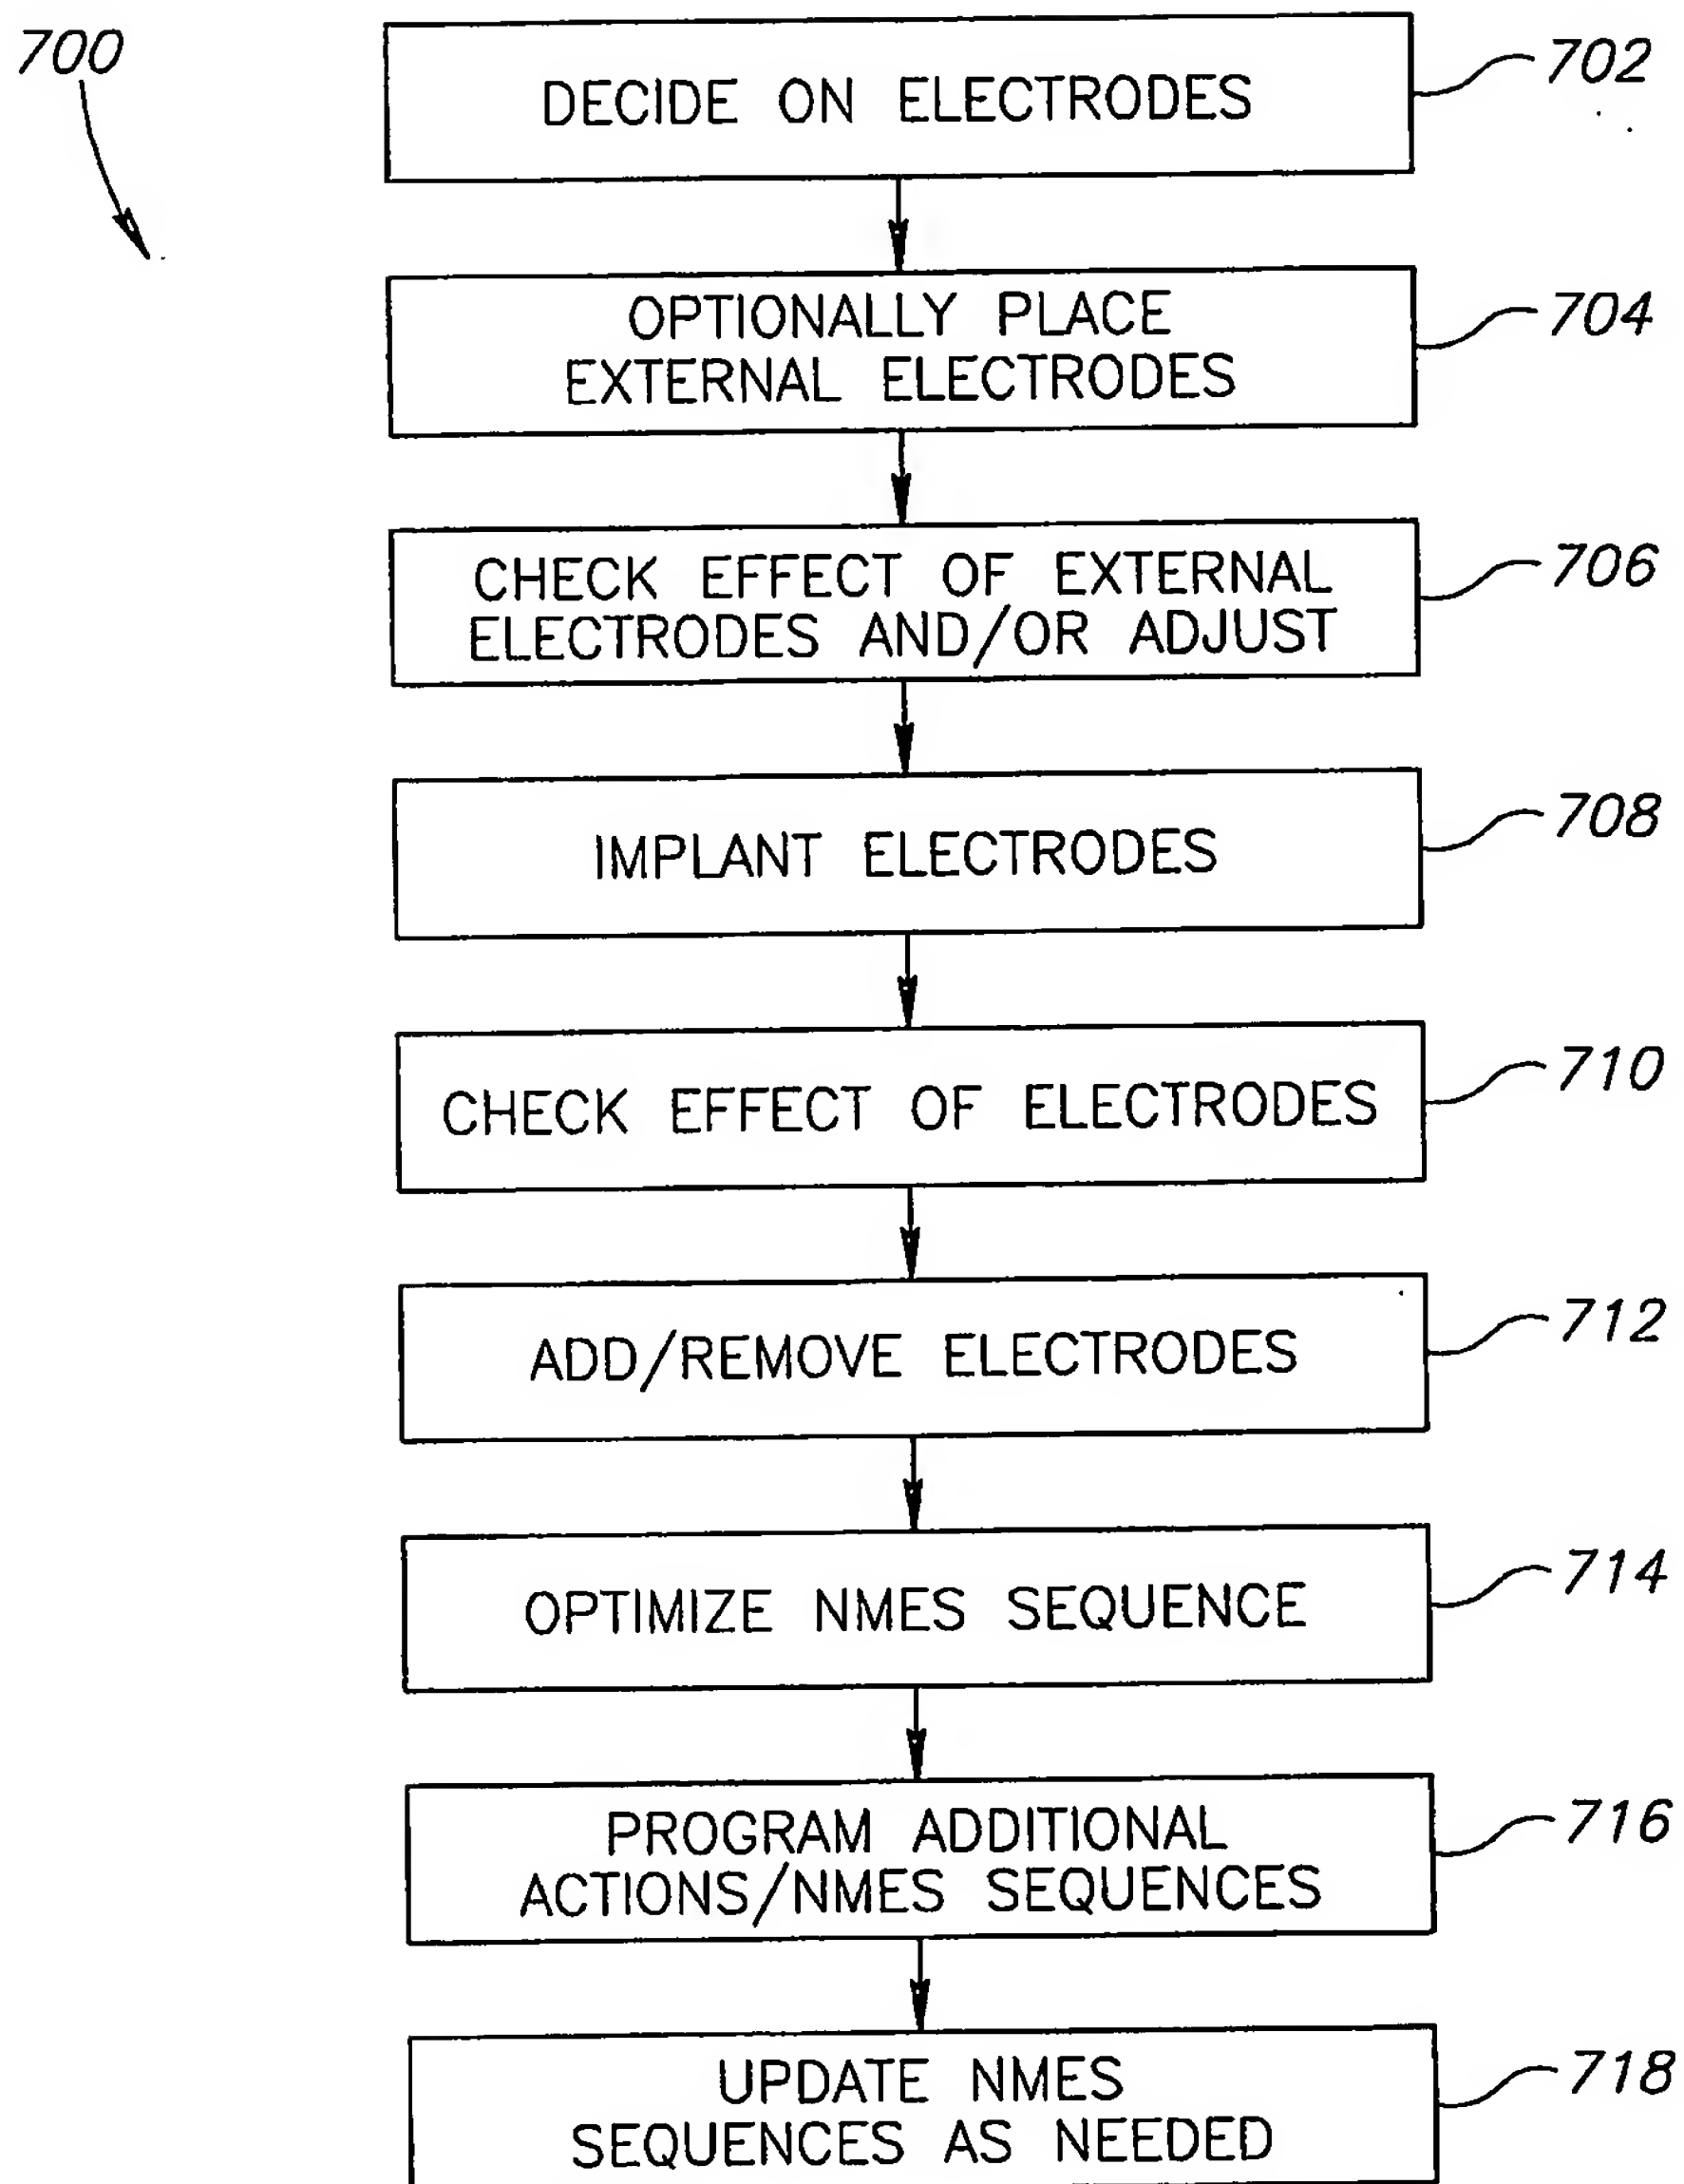 700
DECIDE ON ELECTRODES
702
OPTIONALLY PLACE
EXTERNAL ELECTRODES
704
CHECK EFFECT OF EXTERNAL
ELECTRODES AND/OR ADJUST
706
IMPLANT ELECTRODES
708
CHECK EFFECT OF ELECTRODES
710
ADD/REMOVE ELECTRODES
712
OPTIMIZE NMES SEQUENCE
714
PROGRAM ADDITIONAL
ACTIONS/NMES SEQUENCES
716
UPDATE NMES
SEQUENCES AS NEEDED
718